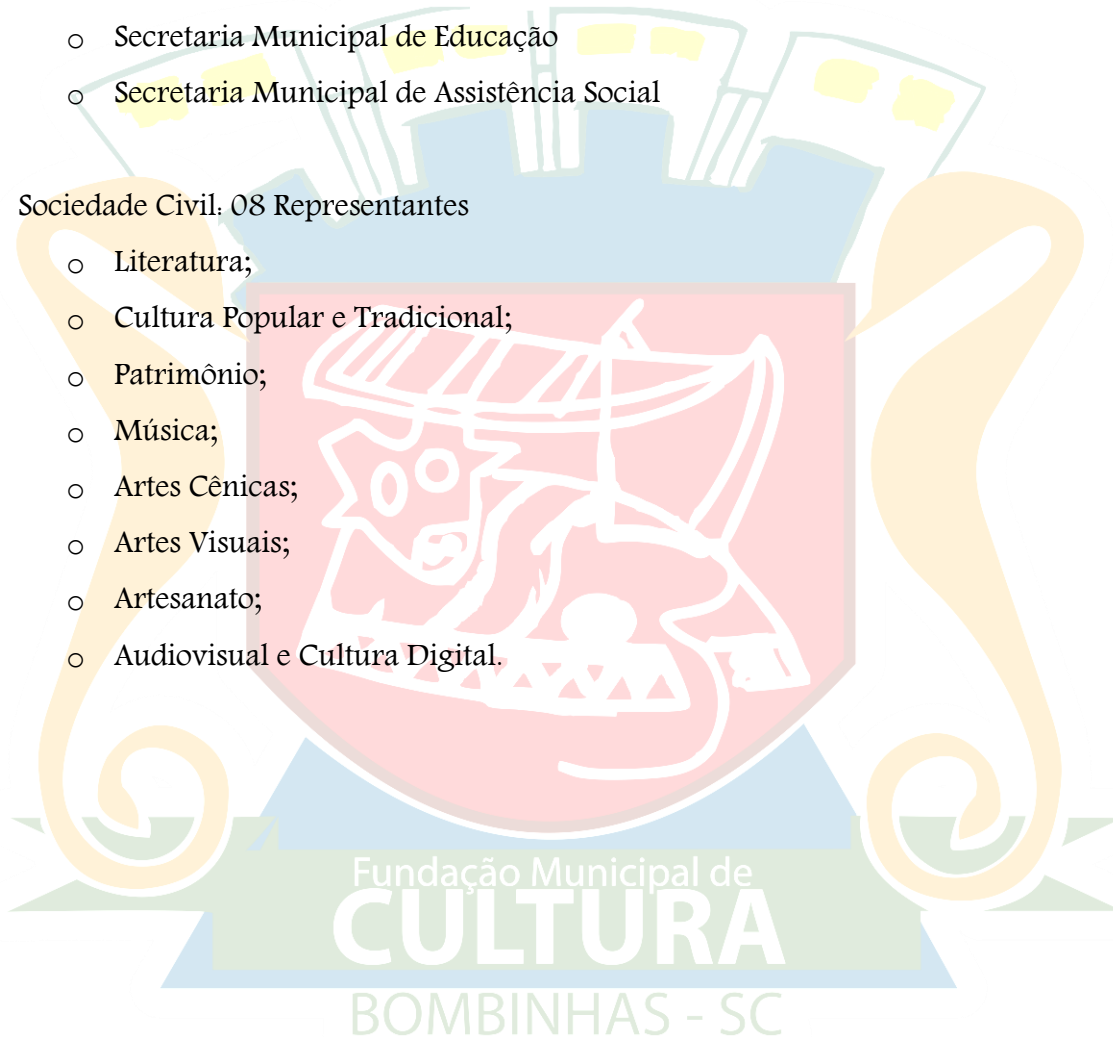 o Secretaria Municipal de Educação
o Secretaria Municipal de Assistência Social
Sociedade Civil: 08 Representantes
o Literatura;
o Cultura Popular e Tradicional;
o Patrimônio;
o Música;
o Artes Cênicas;
o Artes Visuais;
o Artesanato;
o Audiovisual e Cultura Digital.
Fundação Municipal de
CULTURA
BOMBINHAS - SC